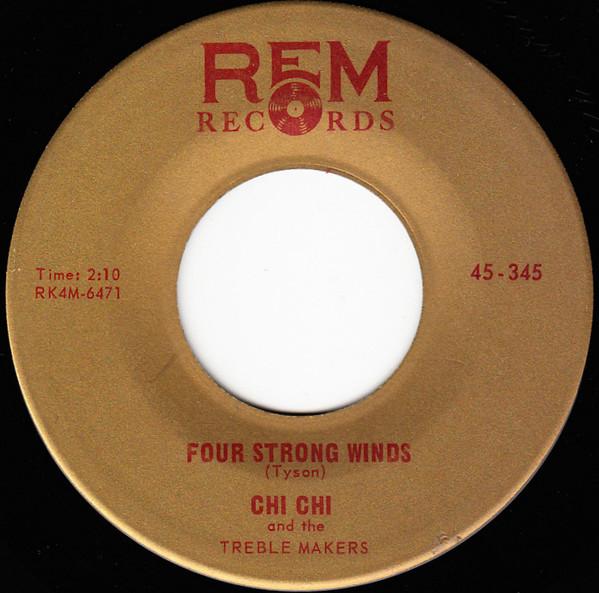 REM
RECORDS
Time: 2:10
RK4M-6471
45-345
FOUR STRONG WINDS
(Tyson)
CHI CHI
and the
TREBLE MAKERS